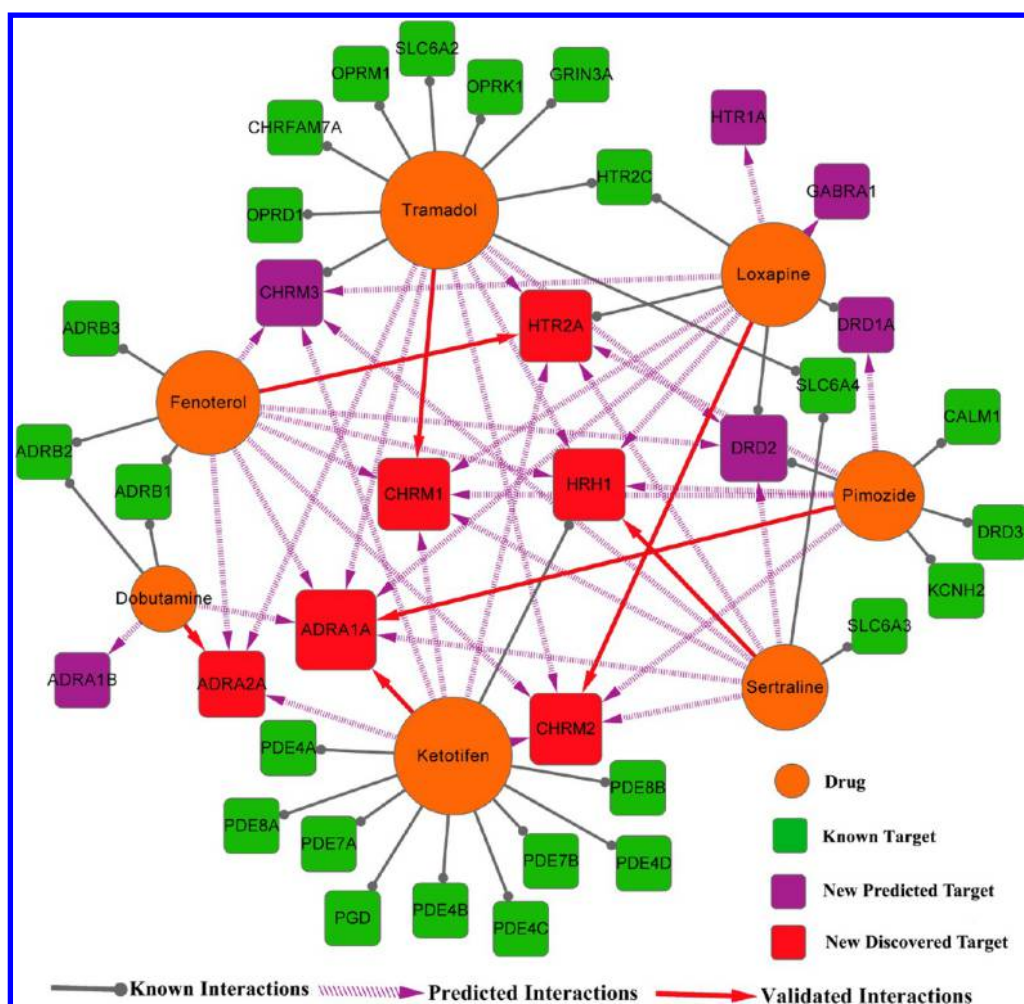 SLC6A2
OPRM1
OPRK1
GRIN3A
CHRFAM7A
HTR1A
HTR2C
GABRA1
OPRD1
Tramadol
Loxapine
CHRM3
HTR2A
DRD1A
ADRB3
SLC6A4
Fenoterol
CALM1
ADRB2
DRD2
ADRB1
CHRM1
HRH1
Pimozide
DRD3
KCNH2
Dobutamine
ADRA1A
SLC6A3
ADRA1B
ADRA2A
Sertraline
CHRM2
PDE4A
Ketotifen
PDE8B
Drug
PDE8A
PDE7A
PDE7B
PDE4D
Known Target
PGD
PDE4B
PDE4C
New Predicted Target
New Discovered Target
Known Interactions
Predicted Interactions
Validated Interactions